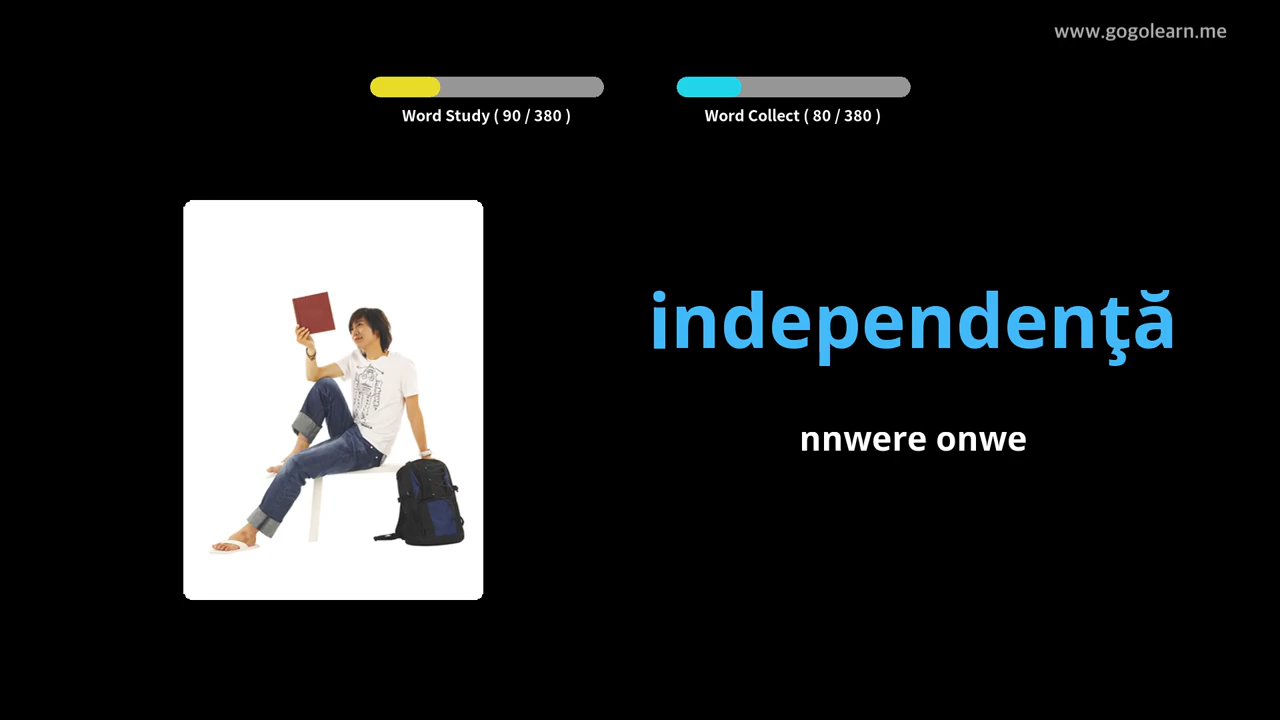 www.gogolearn.me
Word Study ( 90 / 380 )
Word Collect ( 80 / 380 )
independenţă
nnwere onwe